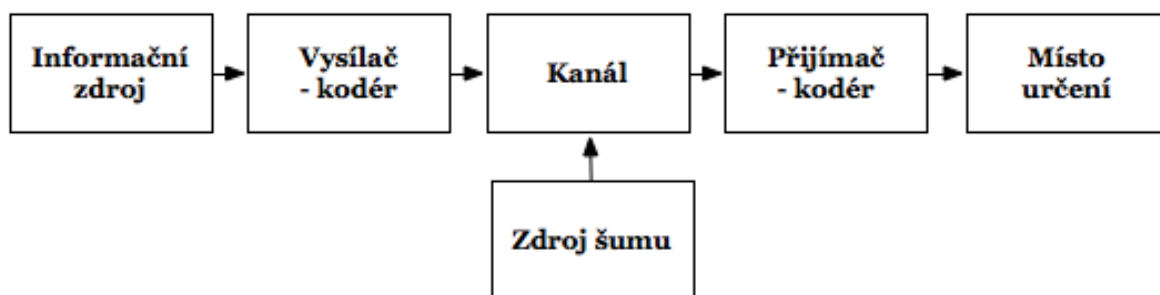 Informační
zdroj
Vysílač
- kodér
Kanál
Přijímač
- kodér
Místo
určení
Zdroj šumu